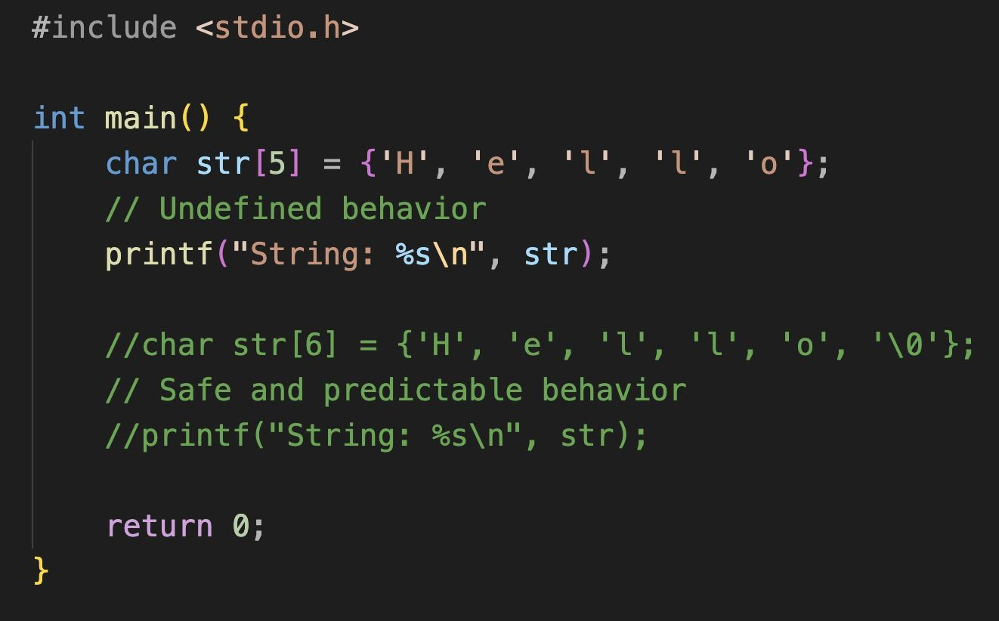 #include <stdio.h>
int main() {
    char str[5] = {'H', 'e', 'l', 'l', 'o'};
    // Undefined behavior
    printf("String: %s\n", str);
    //char str[6] = {'H', 'e', 'l', 'l', 'o', '\0'};
    // Safe and predictable behavior
    //printf("String: %s\n", str);
    return 0;
}